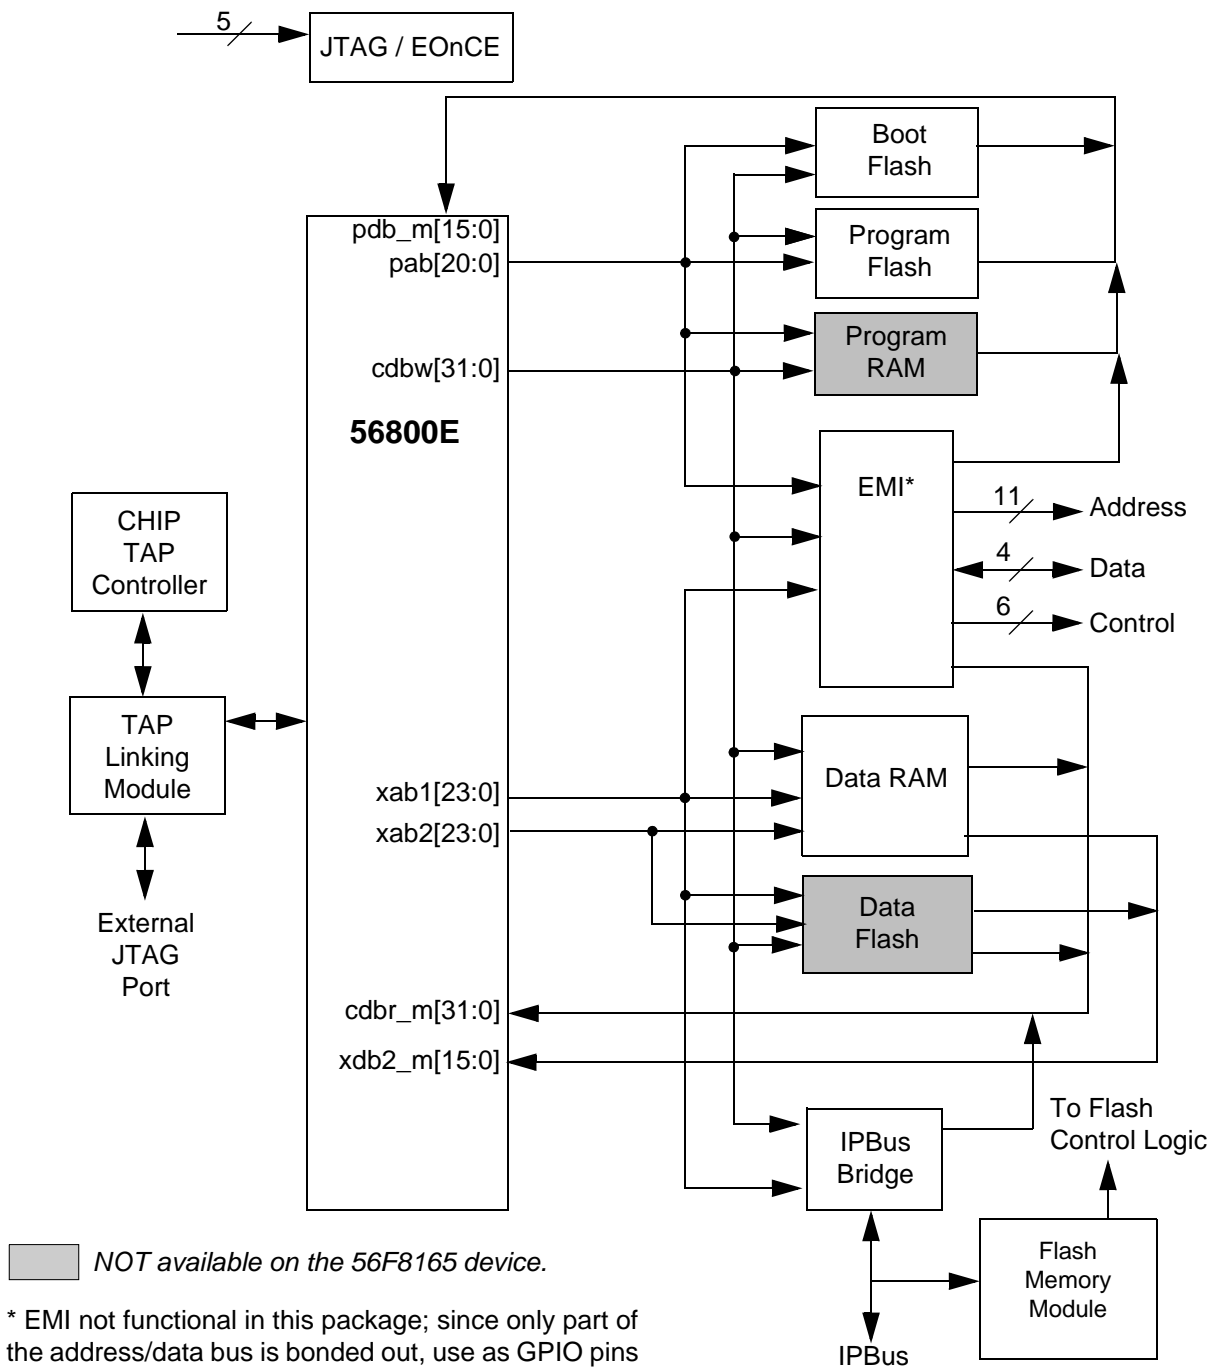 5
JTAG / EOnCE
Boot
Flash
pdb_m[15:0]
pab[20:0]
Program
Flash
cdbw[31:0]
Program
RAM
56800E
EMI*
11
Address
4
Data
6
Control
CHIP
TAP
Controller
TAP
Linking
Module
External
JTAG
Port
xab1[23:0]
xab2[23:0]
Data RAM
Data
Flash
cdbr_m[31:0]
xdb2_m[15:0]
IPBus
Bridge
To Flash
Control Logic
Flash
Memory
Module
IPBus
NOT available on the 56F8165 device.
* EMI not functional in this package; since only part of
the address/data bus is bonded out, use as GPIO pins